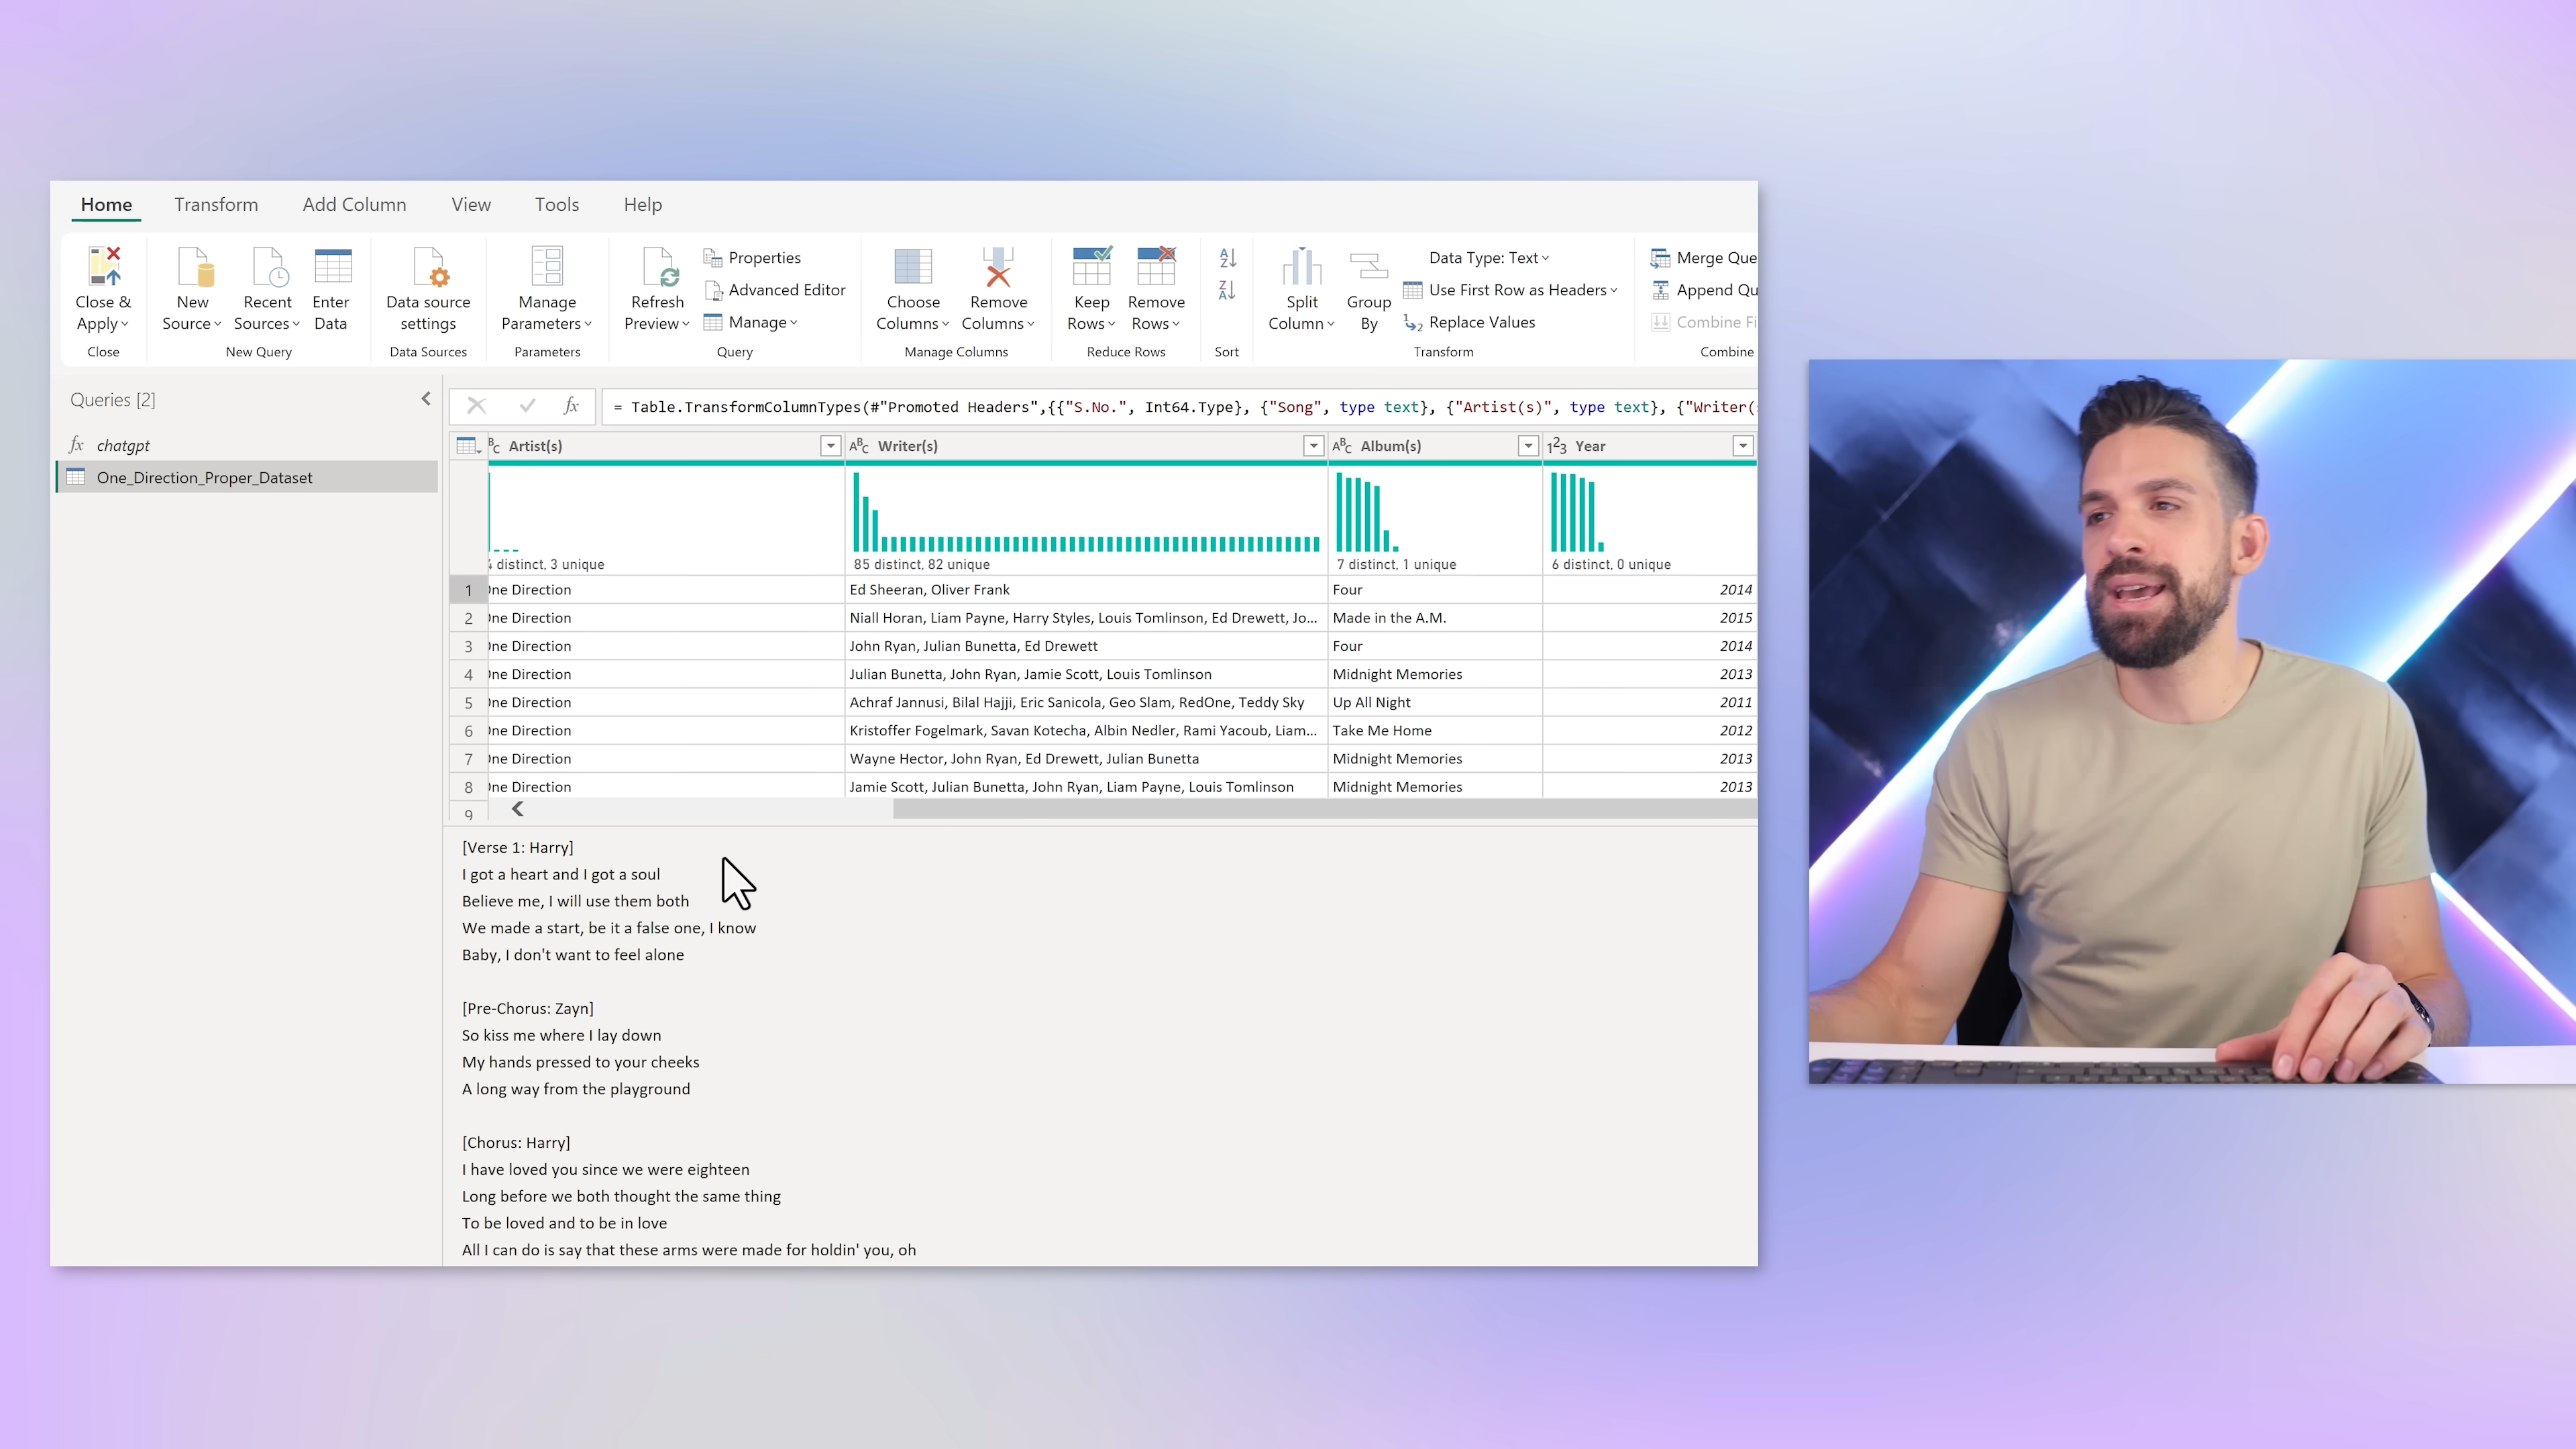 Home Transform Add Column View Tools Help
Close & Apply
New Source
Recent Sources
Enter Data
Data source settings
Manage Parameters
Refresh Preview
Properties
Advanced Editor
Manage
Choose Columns
Remove Columns
Keep Rows
Remove Rows
Split Column
Group By
Data Type: Text
Use First Row as Headers
Replace Values
Merge Que
Append Qu
Combine Fi
Close New Query Data Sources Parameters Query Manage Columns Reduce Rows Sort Transform Combine
Queries [2]
fx chatgpt
One_Direction_Proper_Dataset
fx = Table.TransformColumnTypes(#"Promoted Headers",{{"S.No.", Int64.Type}, {"Song", type text}, {"Artist(s)", type text}, {"Writer(
Artist(s) ABC Writer(s) ABC Album(s) 123 Year
distinct, 3 unique 85 distinct, 82 unique 7 distinct, 1 unique 6 distinct, 0 unique
1 ne Direction Ed Sheeran, Oliver Frank Four 2014
2 ne Direction Niall Horan, Liam Payne, Harry Styles, Louis Tomlinson, Ed Drewett, Jo... Made in the A.M. 2015
3 ne Direction John Ryan, Julian Bunetta, Ed Drewett Four 2014
4 ne Direction Julian Bunetta, John Ryan, Jamie Scott, Louis Tomlinson Midnight Memories 2013
5 ne Direction Achraf Jannusi, Bilal Hajji, Eric Sanicola, Geo Slam, RedOne, Teddy Sky Up All Night 2011
6 ne Direction Kristoffer Fogelmark, Savan Kotecha, Albin Nedler, Rami Yacoub, Liam... Take Me Home 2012
7 ne Direction Wayne Hector, John Ryan, Ed Drewett, Julian Bunetta Midnight Memories 2013
8 ne Direction Jamie Scott, Julian Bunetta, John Ryan, Liam Payne, Louis Tomlinson Midnight Memories 2013
9
[Verse 1: Harry]
I got a heart and I got a soul
Believe me, I will use them both
We made a start, be it a false one, I know
Baby, I don't want to feel alone
[Pre-Chorus: Zayn]
So kiss me where I lay down
My hands pressed to your cheeks
A long way from the playground
[Chorus: Harry]
I have loved you since we were eighteen
Long before we both thought the same thing
To be loved and to be in love
All I can do is say that these arms were made for holdin' you, oh